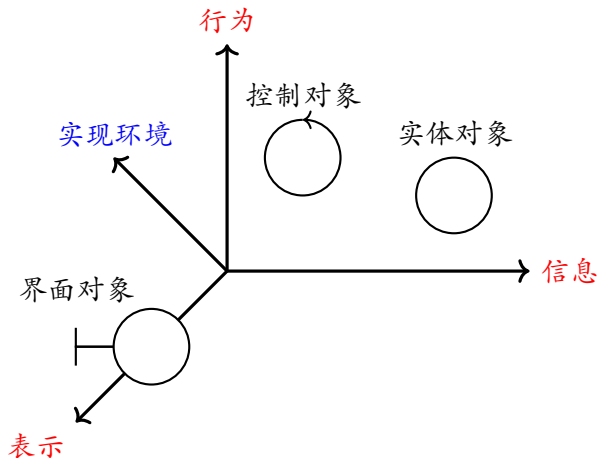 行为
控制对象
实现环境
实体对象
信息
界面对象
表示